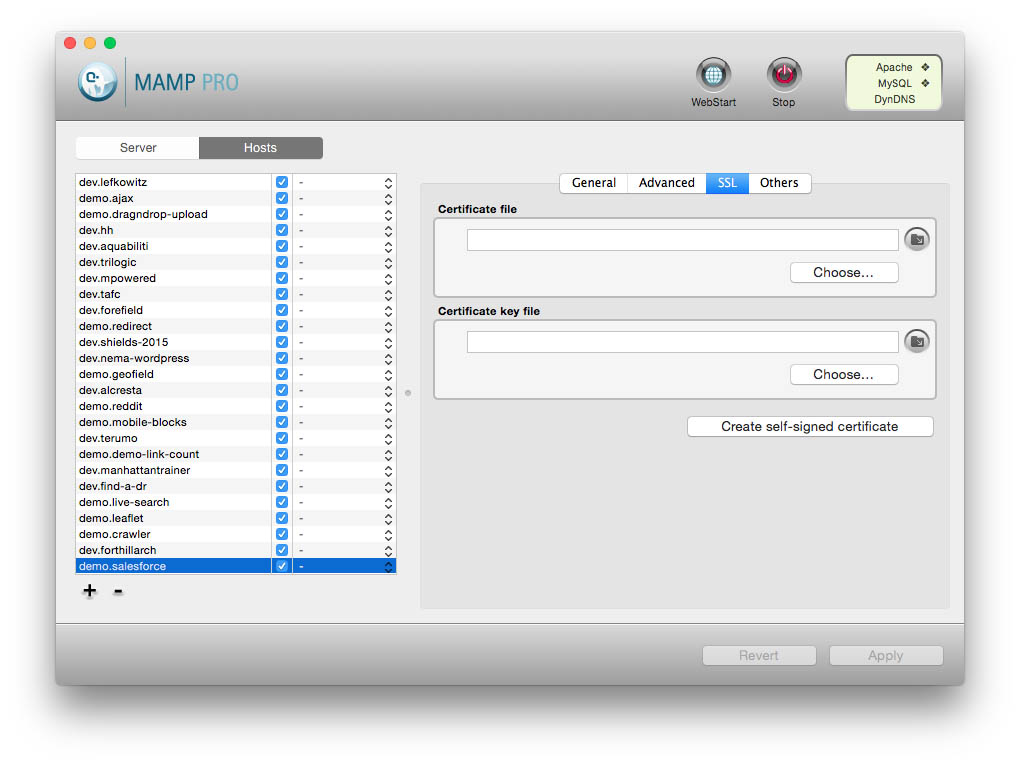 MAMP PRO
WebStart
Stop
Apache
MySQL
DynDNS
Server
Hosts
dev.lefkowitz -
demo.ajax -
demo.dragndrop-upload -
dev.hh -
dev.aquabiliti -
dev.trilogic -
dev.mpowered -
dev.tafc -
dev.forefield -
demo.redirect -
dev.shields-2015 -
dev.nema-wordpress -
demo.geofield -
dev.alcresta -
demo.reddit -
demo.mobile-blocks -
dev.terumo -
demo.demo-link-count -
dev.manhattantrainer -
dev.find-a-dr -
demo.live-search -
demo.leaflet -
demo.crawler -
dev.forthillarch -
demo.salesforce -
+ -
General Advanced SSL Others
Certificate file
Choose...
Certificate key file
Choose...
Create self-signed certificate
Revert
Apply